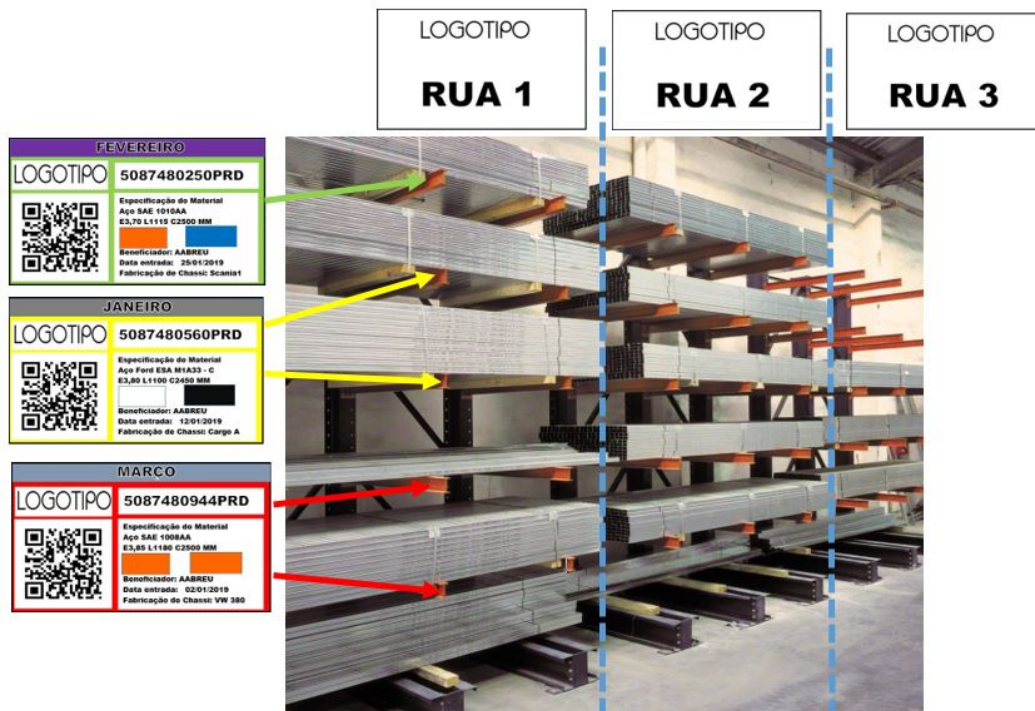 LOGOTIPO
RUA 1
LOGOTIPO
RUA 2
LOGOTIPO
RUA 3
FEVEREIRO
LOGOTIPO
5087480250PRD
Especificação do Material
Aço SAE 1010AA
E3,70 L1115 C2500 MM
Beneficiador: AABREU
Data entrada: 25/01/2019
Fabricação de Chassi: Scania1
JANEIRO
LOGOTIPO
5087480560PRD
Especificação do Material
Aço Ford ESA M1A33 - C
E3,80 L1100 C2450 MM
Beneficiador: AABREU
Data entrada: 12/01/2019
Fabricação de Chassi: Cargo A
MARÇO
LOGOTIPO
5087480944PRD
Especificação do Material
Aço SAE 1008AA
E3,85 L1180 C2500 MM
Beneficiador: AABREU
Data entrada: 02/01/2019
Fabricação de Chassi: VW 380